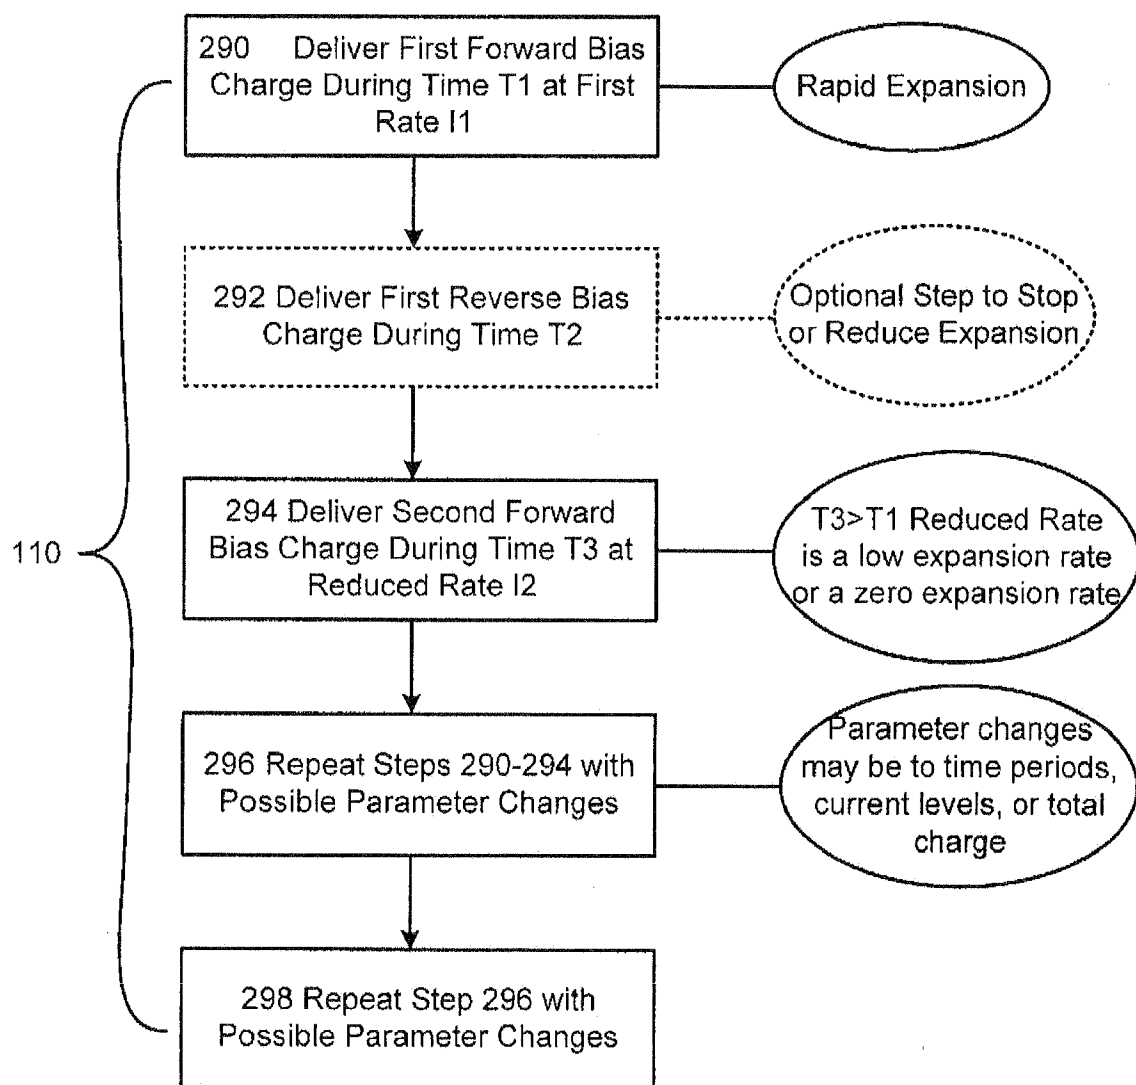 290 Deliver First Forward Bias
Charge During Time T1 at First
Rate I1
Rapid Expansion
292 Deliver First Reverse Bias
Charge During Time T2
Optional Step to Stop
or Reduce Expansion
294 Deliver Second Forward
Bias Charge During Time T3 at
Reduced Rate I2
T3>T1 Reduced Rate
is a low expansion rate
or a zero expansion rate
110
296 Repeat Steps 290-294 with
Possible Parameter Changes
Parameter changes
may be to time periods,
current levels, or total
charge
298 Repeat Step 296 with
Possible Parameter Changes